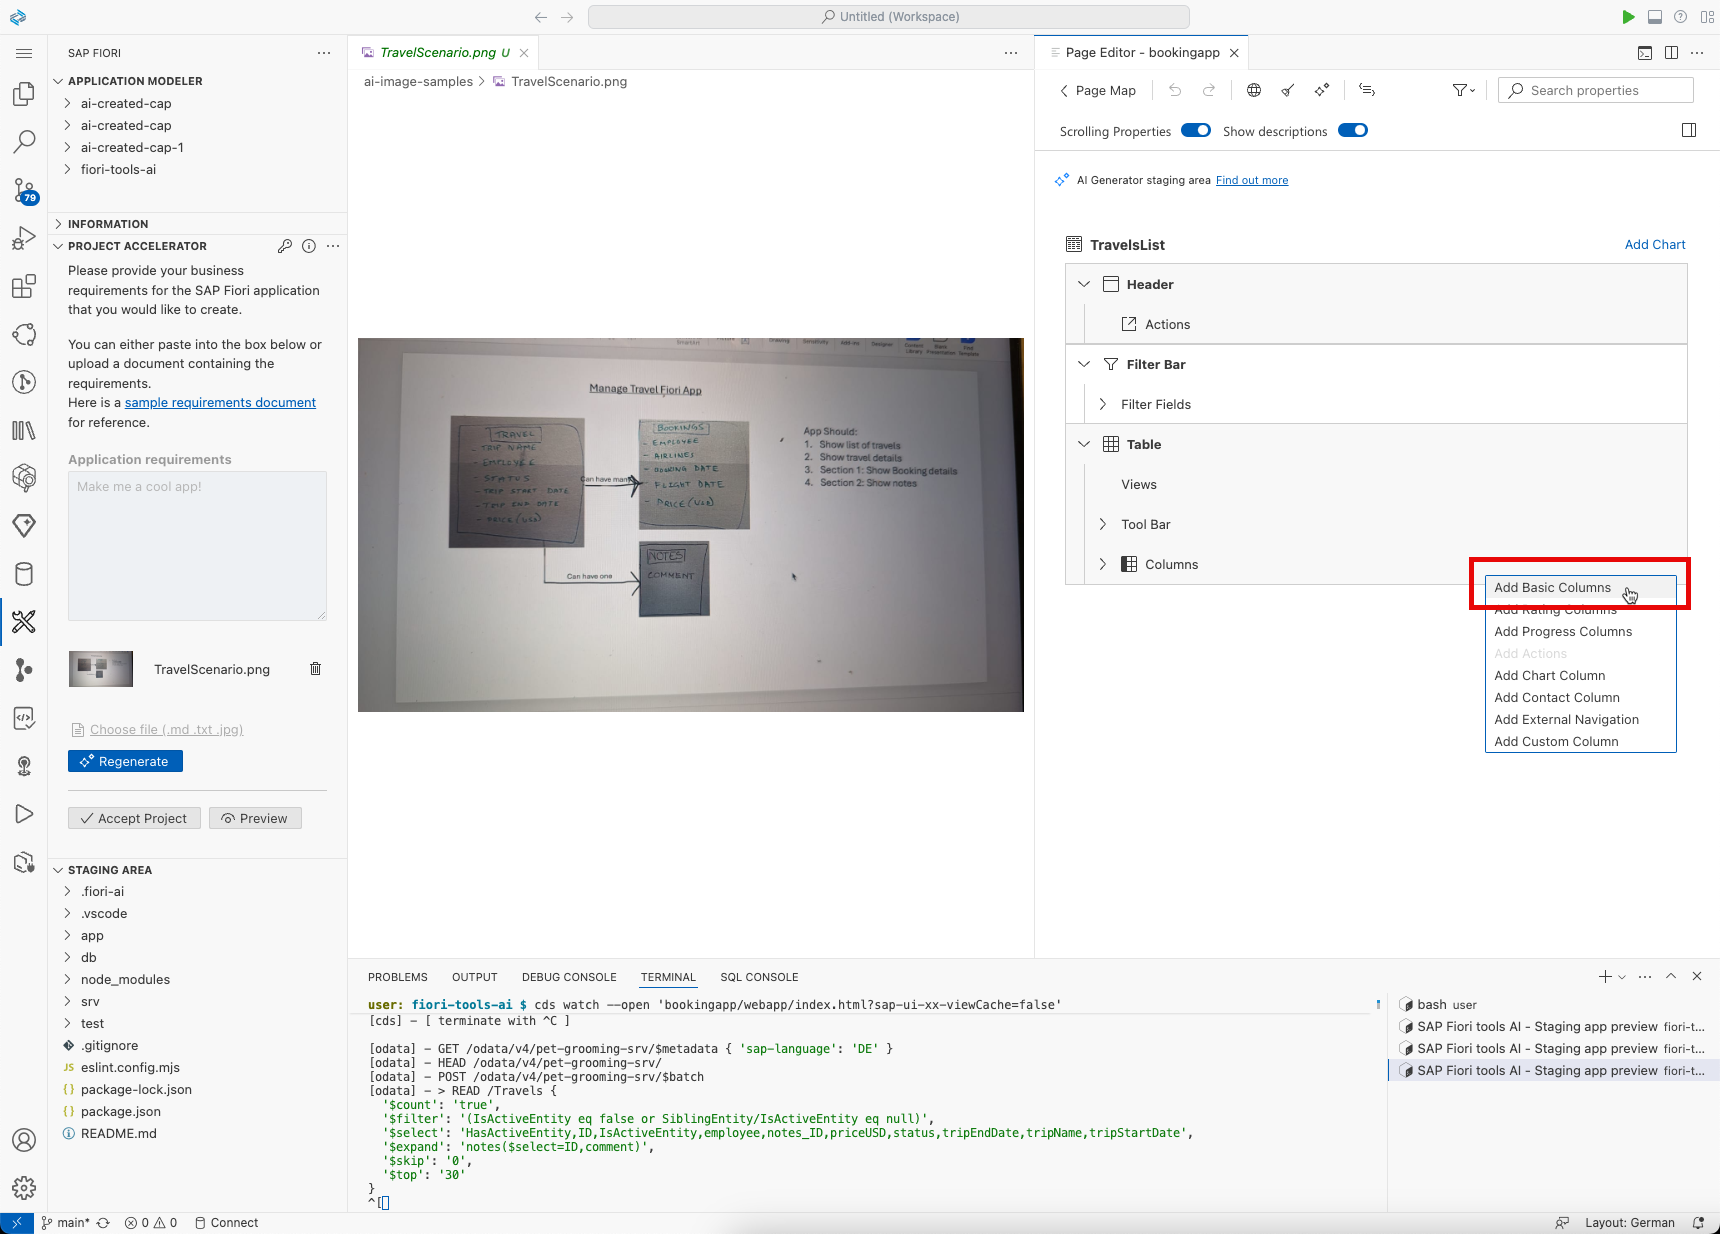 Untitled (Workspace)
SAP FIORI
APPLICATION MODELER
ai-created-cap
ai-created-cap
ai-created-cap-1
fiori-tools-ai
79
INFORMATION
PROJECT ACCELERATOR
Please provide your business
requirements for the SAP Fiori application
that you would like to create.
You can either paste into the box below or
upload a document containing the
requirements.
Here is a sample requirements document
for reference.
Application requirements
Make me a cool app!
TravelScenario.png
Choose file (.md .txt .jpg)
Regenerate
Accept Project
Preview
STAGING AREA
.fiori-ai
.vscode
app
db
node_modules
srv
test
.gitignore
JS eslint.config.mjs
{} package-lock.json
{} package.json
README.md
TravelScenario.png U
ai-image-samples > TravelScenario.png
Manage Travel Fiori App
TRAVEL
- TRIP NAME
- EMPLOYEE
- STATUS
- TRIP START DATE
- TRIP END DATE
- PRICE (USD)
Can have many
BOOKINGS
- EMPLOYEE
- AIRLINES
- BOOKING DATE
- FLIGHT DATE
- PRICE (USD)
Can have one
NOTES
COMMENT
App Should:
1. Show list of travels
2. Show travel details
3. Section 1: Show Booking details
4. Section 2: Show notes
Page Editor - bookingapp
Page Map
Search properties
Scrolling Properties
Show descriptions
AI Generator staging area Find out more
TravelsList
Add Chart
Header
Actions
Filter Bar
Filter Fields
Table
Views
Tool Bar
Columns
Add Basic Columns
Add Rating Columns
Add Progress Columns
Add Actions
Add Chart Column
Add Contact Column
Add External Navigation
Add Custom Column
PROBLEMS
OUTPUT
DEBUG CONSOLE
TERMINAL
SQL CONSOLE
user: fiori-tools-ai $ cds watch --open 'bookingapp/webapp/index.html?sap-ui-xx-viewCache=false'
[cds] - [ terminate with ^C ]
[odata] - GET /odata/v4/pet-grooming-srv/$metadata { 'sap-language': 'DE' }
[odata] - HEAD /odata/v4/pet-grooming-srv/
[odata] - POST /odata/v4/pet-grooming-srv/$batch
[odata] - > READ /Travels {
'$count': 'true',
'$filter': '(IsActiveEntity eq false or SiblingEntity/IsActiveEntity eq null)',
'$select': 'HasActiveEntity,ID,IsActiveEntity,employee,notes_ID,priceUSD,status,tripEndDate,tripName,tripStartDate',
'$expand': 'notes($select=ID,comment)',
'$skip': '0',
'$top': '30'
}
^[
bash user
SAP Fiori tools AI - Staging app preview fiori-t...
SAP Fiori tools AI - Staging app preview fiori-t...
SAP Fiori tools AI - Staging app preview fiori-t...
main*
0
0
Connect
Layout: German